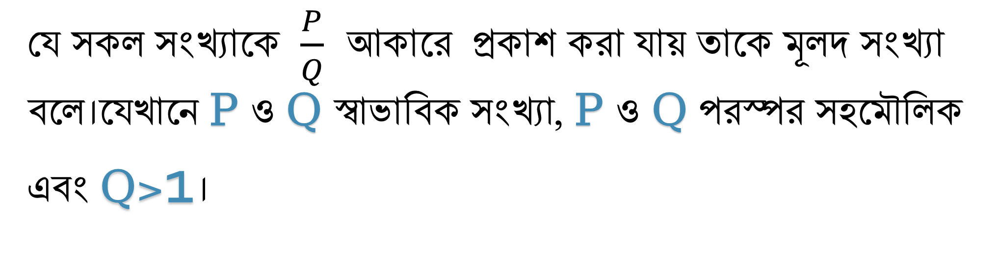 যে সকল সংখ্যাকে P/Q আকারে প্রকাশ করা যায় তাকে মূলদ সংখ্যা
বলে।যেখানে P ও Q স্বাভাবিক সংখ্যা, P ও Q পরস্পর সহমৌলিক
এবং Q>1।